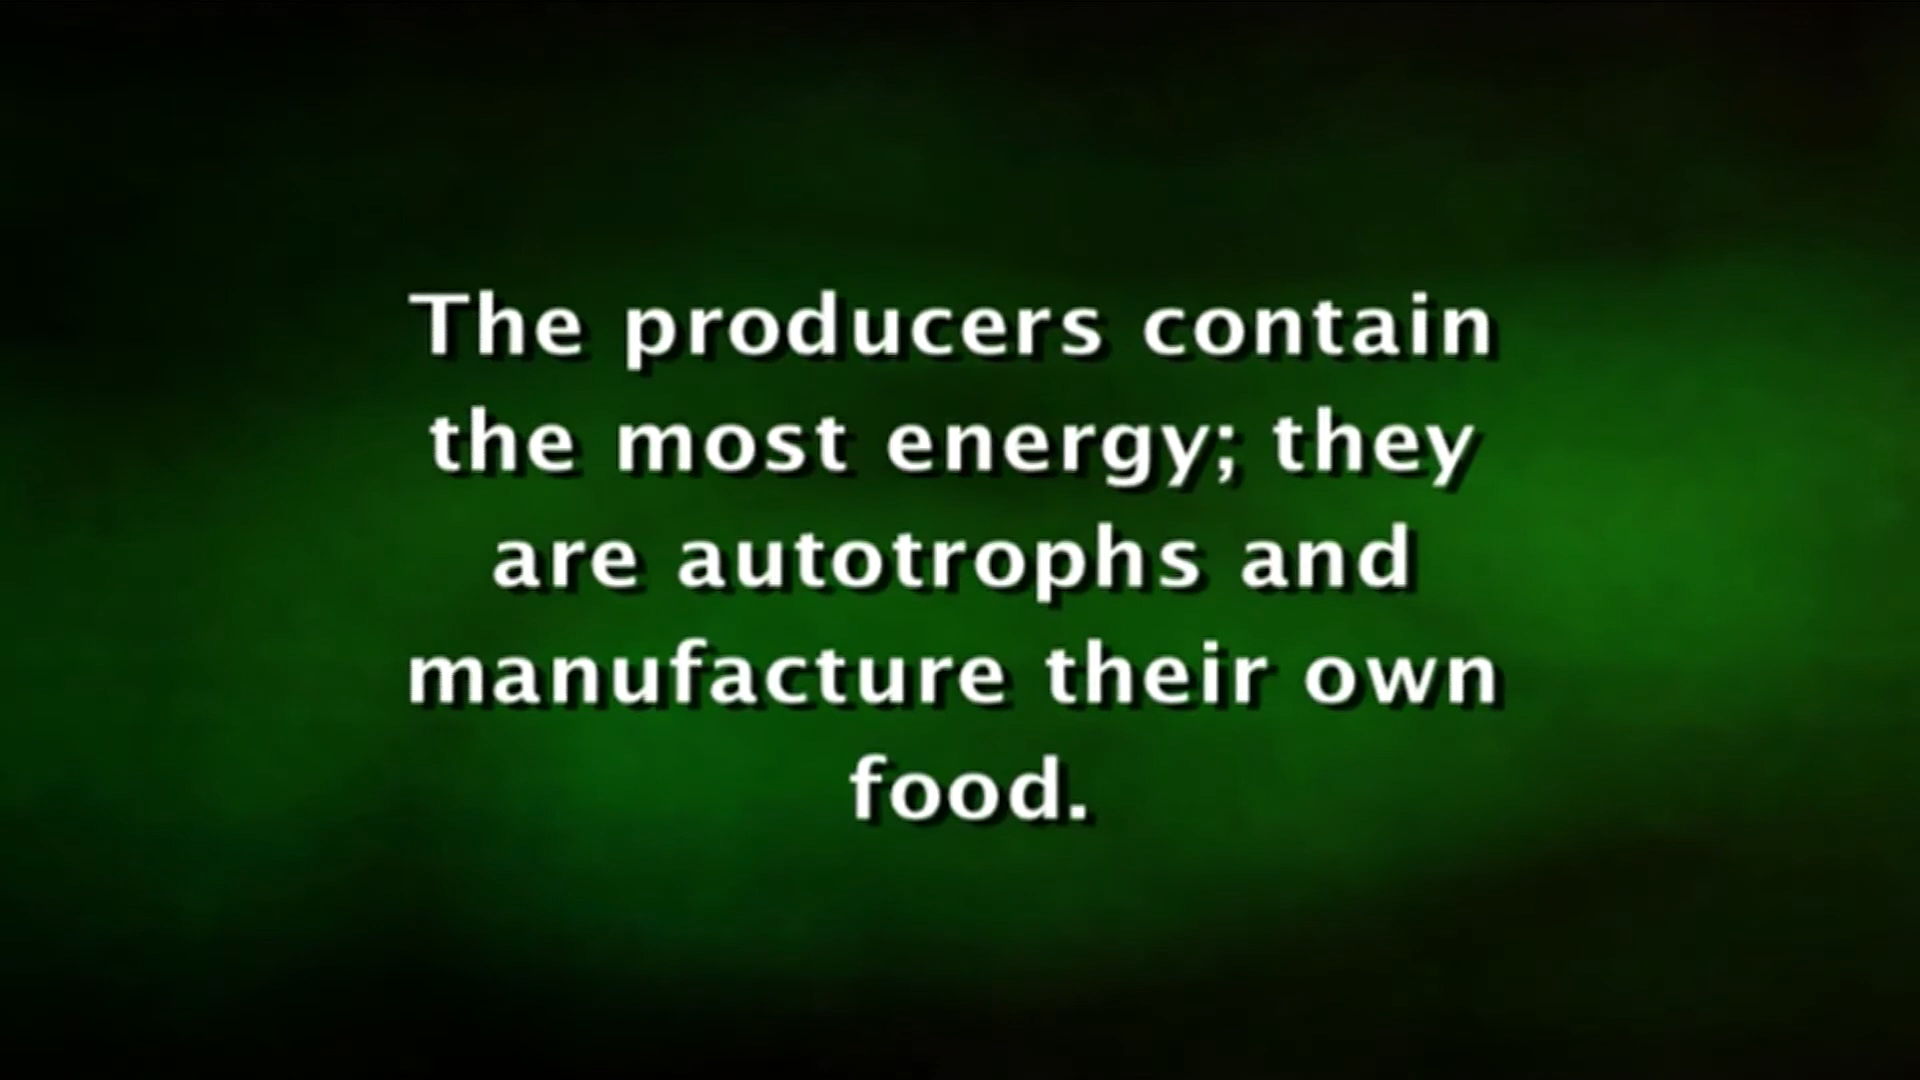 The producers contain
the most energy; they
are autotrophs and
manufacture their own
food.